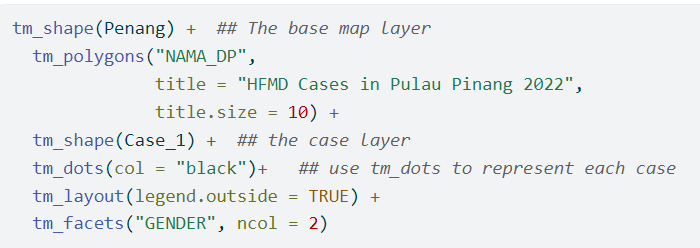 tm_shape(Penang) +  ## The base map layer
  tm_polygons("NAMA_DP",
              title = "HFMD Cases in Pulau Pinang 2022",
              title.size = 10) +
  tm_shape(Case_1) +  ## the case layer
  tm_dots(col = "black")+   ## use tm_dots to represent each case
  tm_layout(legend.outside = TRUE) +
  tm_facets("GENDER", ncol = 2)